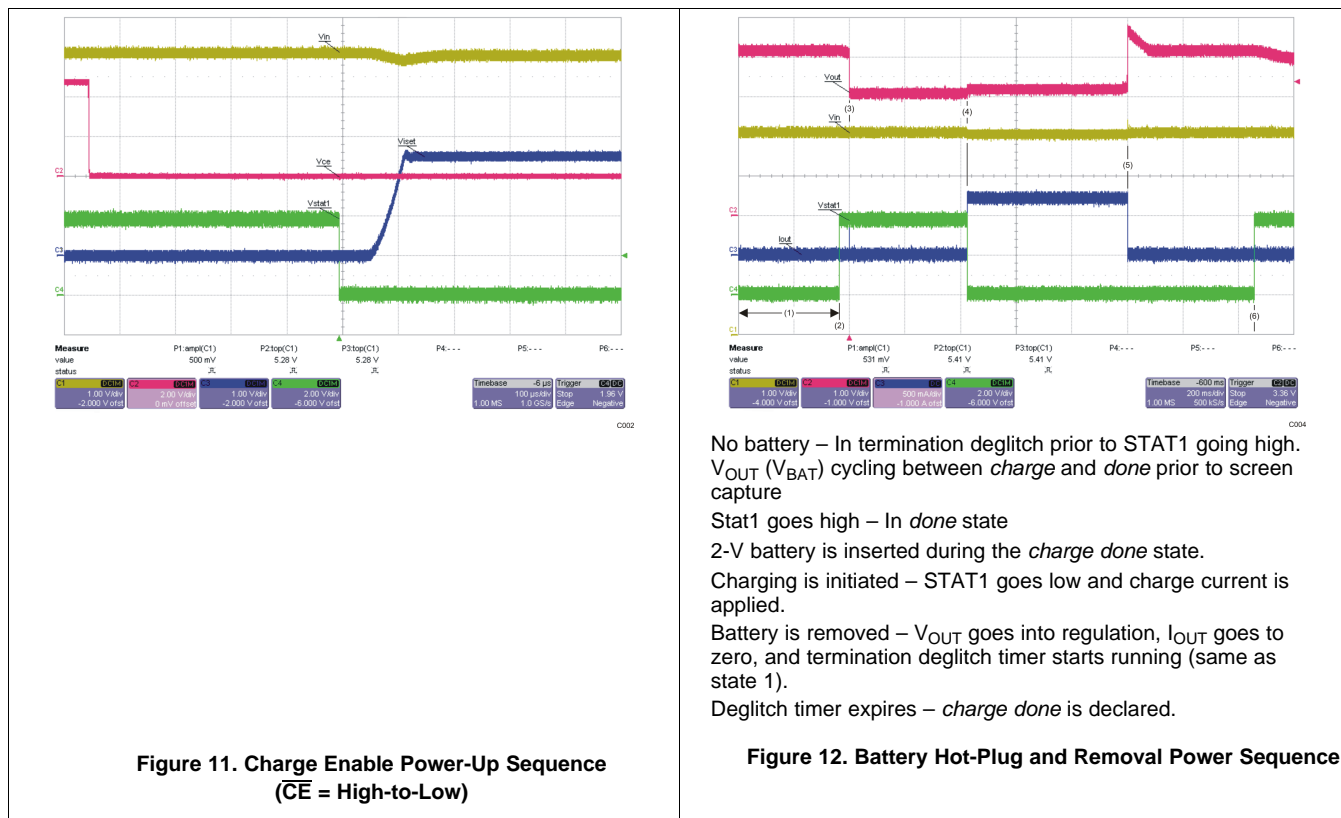 Vin
Viset
C2
Vce
Vstat1
C3
C4
Measure P1:ampl(C1) P2:top(C1) P3:top(C1) P4:- - - P5:- - - P6:- - -
value 500 mV 5.28 V 5.28 V
status
C1 DC1M C2 DC1M C3 DC1M C4 DC1M Timebase -6 µs Trigger C4 DC
1.00 V/div 2.00 V/div 1.00 V/div 2.00 V/div 100 µs/div Stop 1.96 V
-2.000 V ofst 0 mV offset -2.000 V ofst -6.000 V ofst 1.00 MS 1.0 GS/s Edge Negative
C002
Figure 11. Charge Enable Power-Up Sequence
(C̅E̅ = High-to-Low)
Vout
(3)
(4)
Vin
(5)
C2
Vstat1
Iout
C3
C4
(1)
(2)
(6)
C1
Measure P1:ampl(C1) P2:top(C1) P3:top(C1) P4:- - - P5:- - - P6:- - -
value 531 mV 5.41 V 5.41 V
status
C1 DC1M C2 DC1M C4 DC1M Timebase -600 ms Trigger C2 DC
1.00 V/div 1.00 V/div 500 mA/div 2.00 V/div 200 ms/div Stop 3.36 V
-4.000 V ofst -1.000 V ofst -1.000 A ofst -6.000 V ofst 1.00 MS 500 kS/s Edge Negative
C004
No battery – In termination deglitch prior to STAT1 going high.
VOUT (VBAT) cycling between charge and done prior to screen
capture
Stat1 goes high – In done state
2-V battery is inserted during the charge done state.
Charging is initiated – STAT1 goes low and charge current is
applied.
Battery is removed – VOUT goes into regulation, IOUT goes to
zero, and termination deglitch timer starts running (same as
state 1).
Deglitch timer expires – charge done is declared.
Figure 12. Battery Hot-Plug and Removal Power Sequence